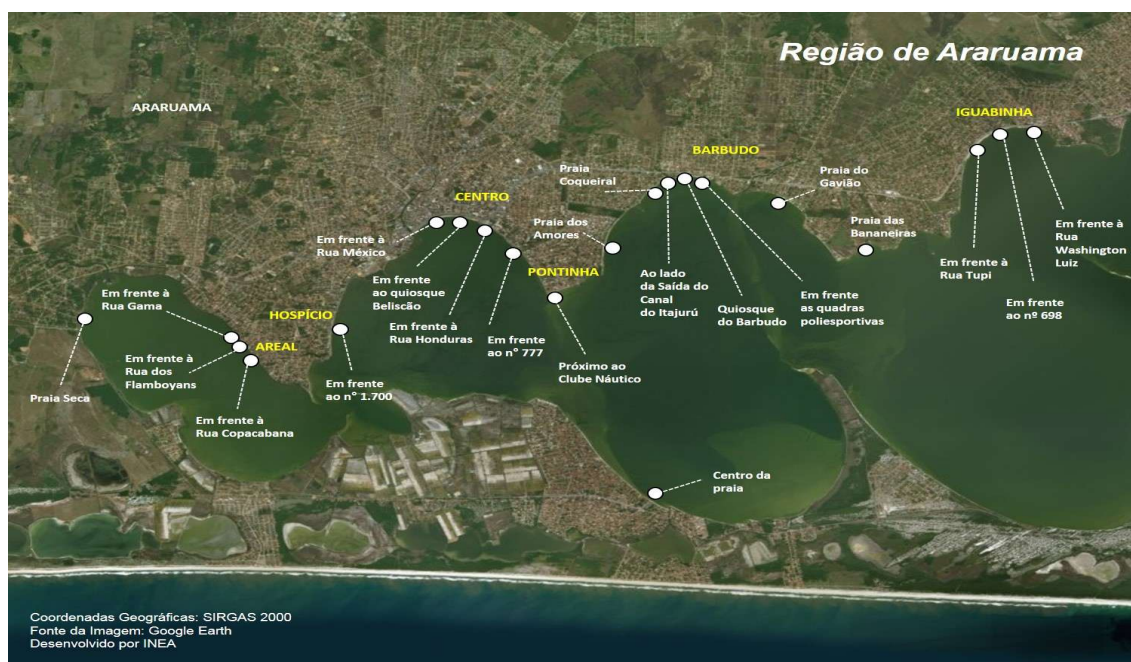 Região de Araruama
ARARUAMA
IGUABINHA
BARBUDO
Praia
Coqueiral
Praia do
Gavião
CENTRO
Praia dos
Amores
Praia das
Bananeiras
Em frente à
Rua México
Em frente à
Rua
Washington
Luiz
Em frente à
Rua Tupi
PONTINHA
Em frente
ao quiosque
Beliscão
Ao lado
da Saída do
Canal
do Itajurú
Em frente à
Rua Gama
Quiosque
do Barbudo
Em frente
as quadras
poliesportivas
Em frente
ao nº 698
HOSPÍCIO
Em frente à
Rua Honduras
Em frente
ao nº 777
AREAL
Em frente à
Rua dos
Flamboyans
Próximo ao
Clube Náutico
Praia Seca
Em frente
ao nº 1.700
Em frente à
Rua Copacabana
Centro da
praia
Coordenadas Geográficas: SIRGAS 2000
Fonte da Imagem: Google Earth
Desenvolvido por INEA